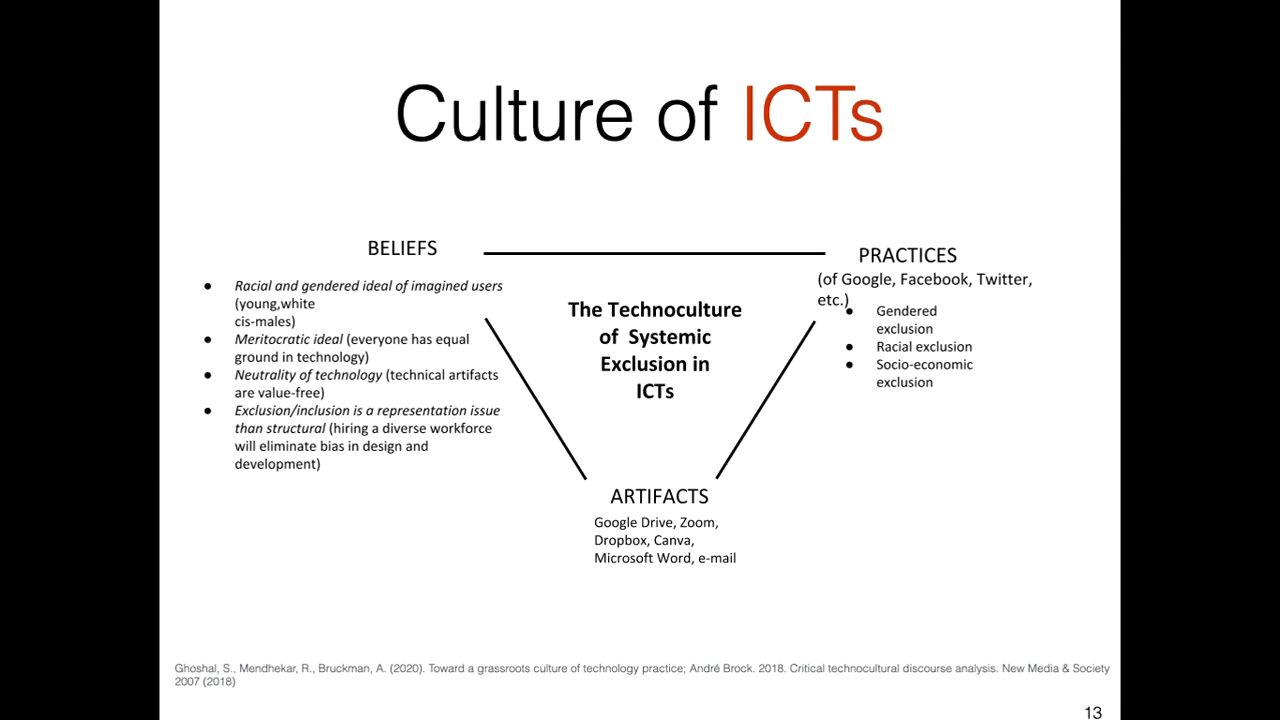 Culture of ICTs
BELIEFS
● Racial and gendered ideal of imagined users
(young,white
cis-males)
● Meritocratic ideal (everyone has equal
ground in technology)
● Neutrality of technology (technical artifacts
are value-free)
● Exclusion/inclusion is a representation issue
than structural (hiring a diverse workforce
will eliminate bias in design and
development)
The Technoculture
of Systemic
Exclusion in
ICTs
PRACTICES
(of Google, Facebook, Twitter,
etc.)
● Gendered
exclusion
● Racial exclusion
● Socio-economic
exclusion
ARTIFACTS
Google Drive, Zoom,
Dropbox, Canva,
Microsoft Word, e-mail
Ghoshal, S., Mendhekar, R., Bruckman, A. (2020). Toward a grassroots culture of technology practice; André Brock. 2018. Critical technocultural discourse analysis. New Media & Society
2007 (2018)
13